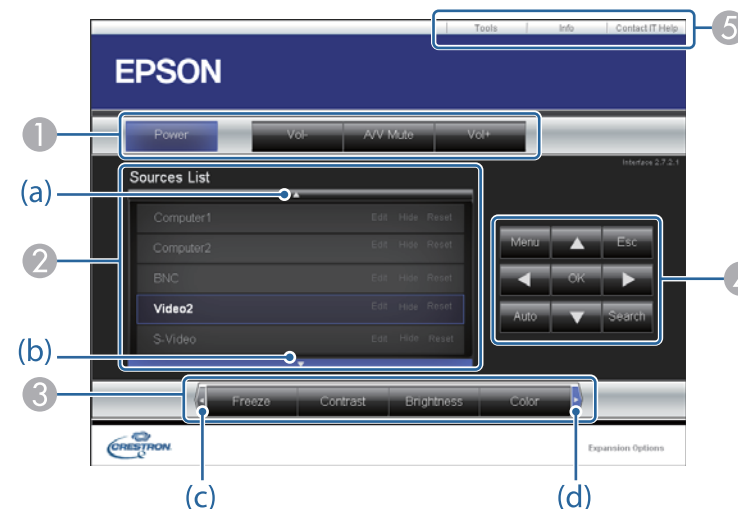 Tools Info Contact IT Help
5
EPSON
1
Power Vol- A/V Mute Vol+
Interface 2.7.2.1
Sources List
(a)
Computer1 Edit Hide Reset
Computer2 Edit Hide Reset
2
BNC Edit Hide Reset
Video2 Edit Hide Reset
S-Video Edit Hide Reset
(b)
Menu Esc
OK
Auto Search
3
Freeze Contrast Brightness Color
CRESTRON
Expansion Options
(c) (d)